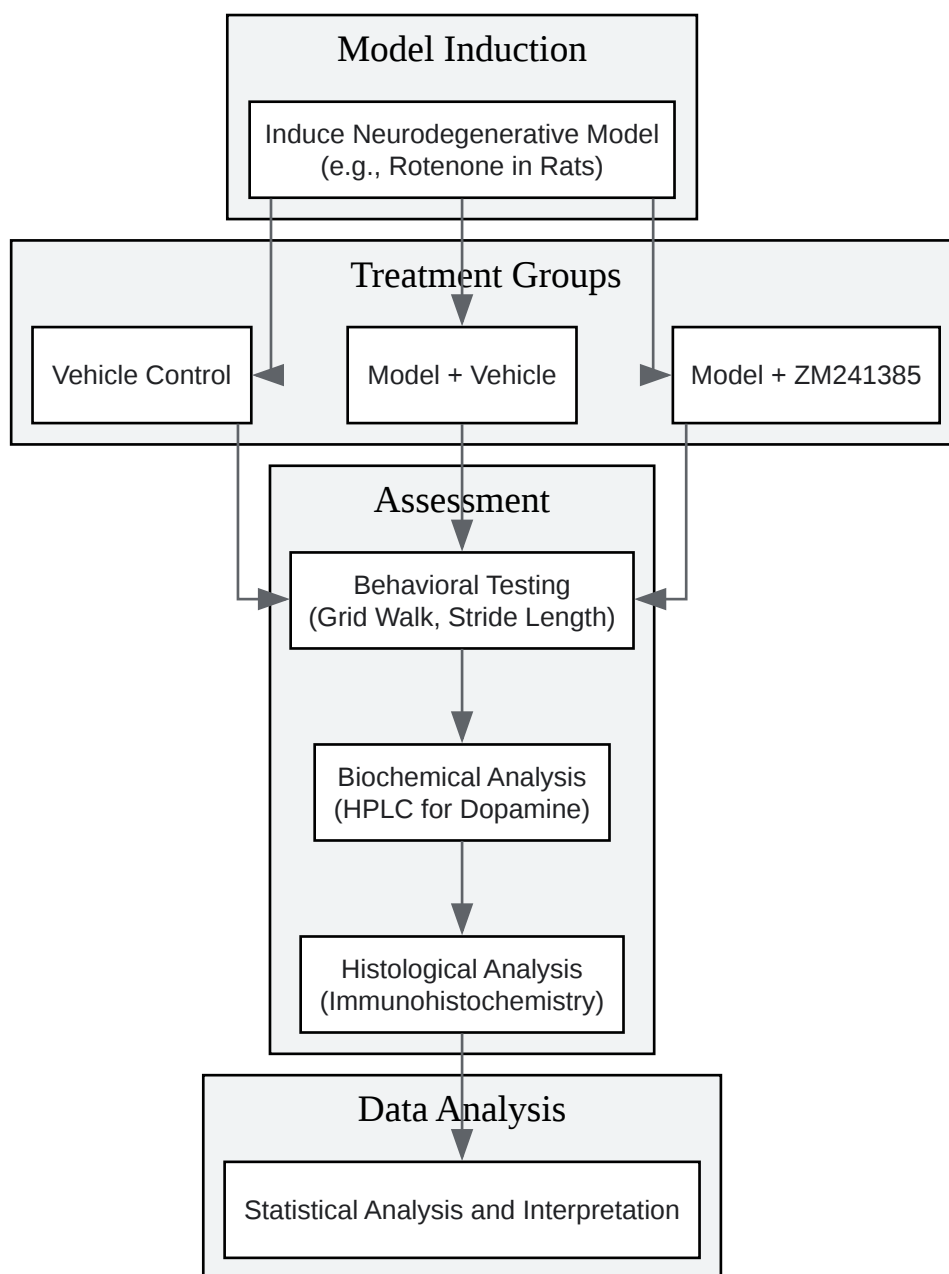 Model Induction
Induce Neurodegenerative Model
(e.g., Rotenone in Rats)
Treatment Groups
Vehicle Control
Model + Vehicle
Model + ZM241385
Assessment
Behavioral Testing
(Grid Walk, Stride Length)
Biochemical Analysis
(HPLC for Dopamine)
Histological Analysis
(Immunohistochemistry)
Data Analysis
Statistical Analysis and Interpretation